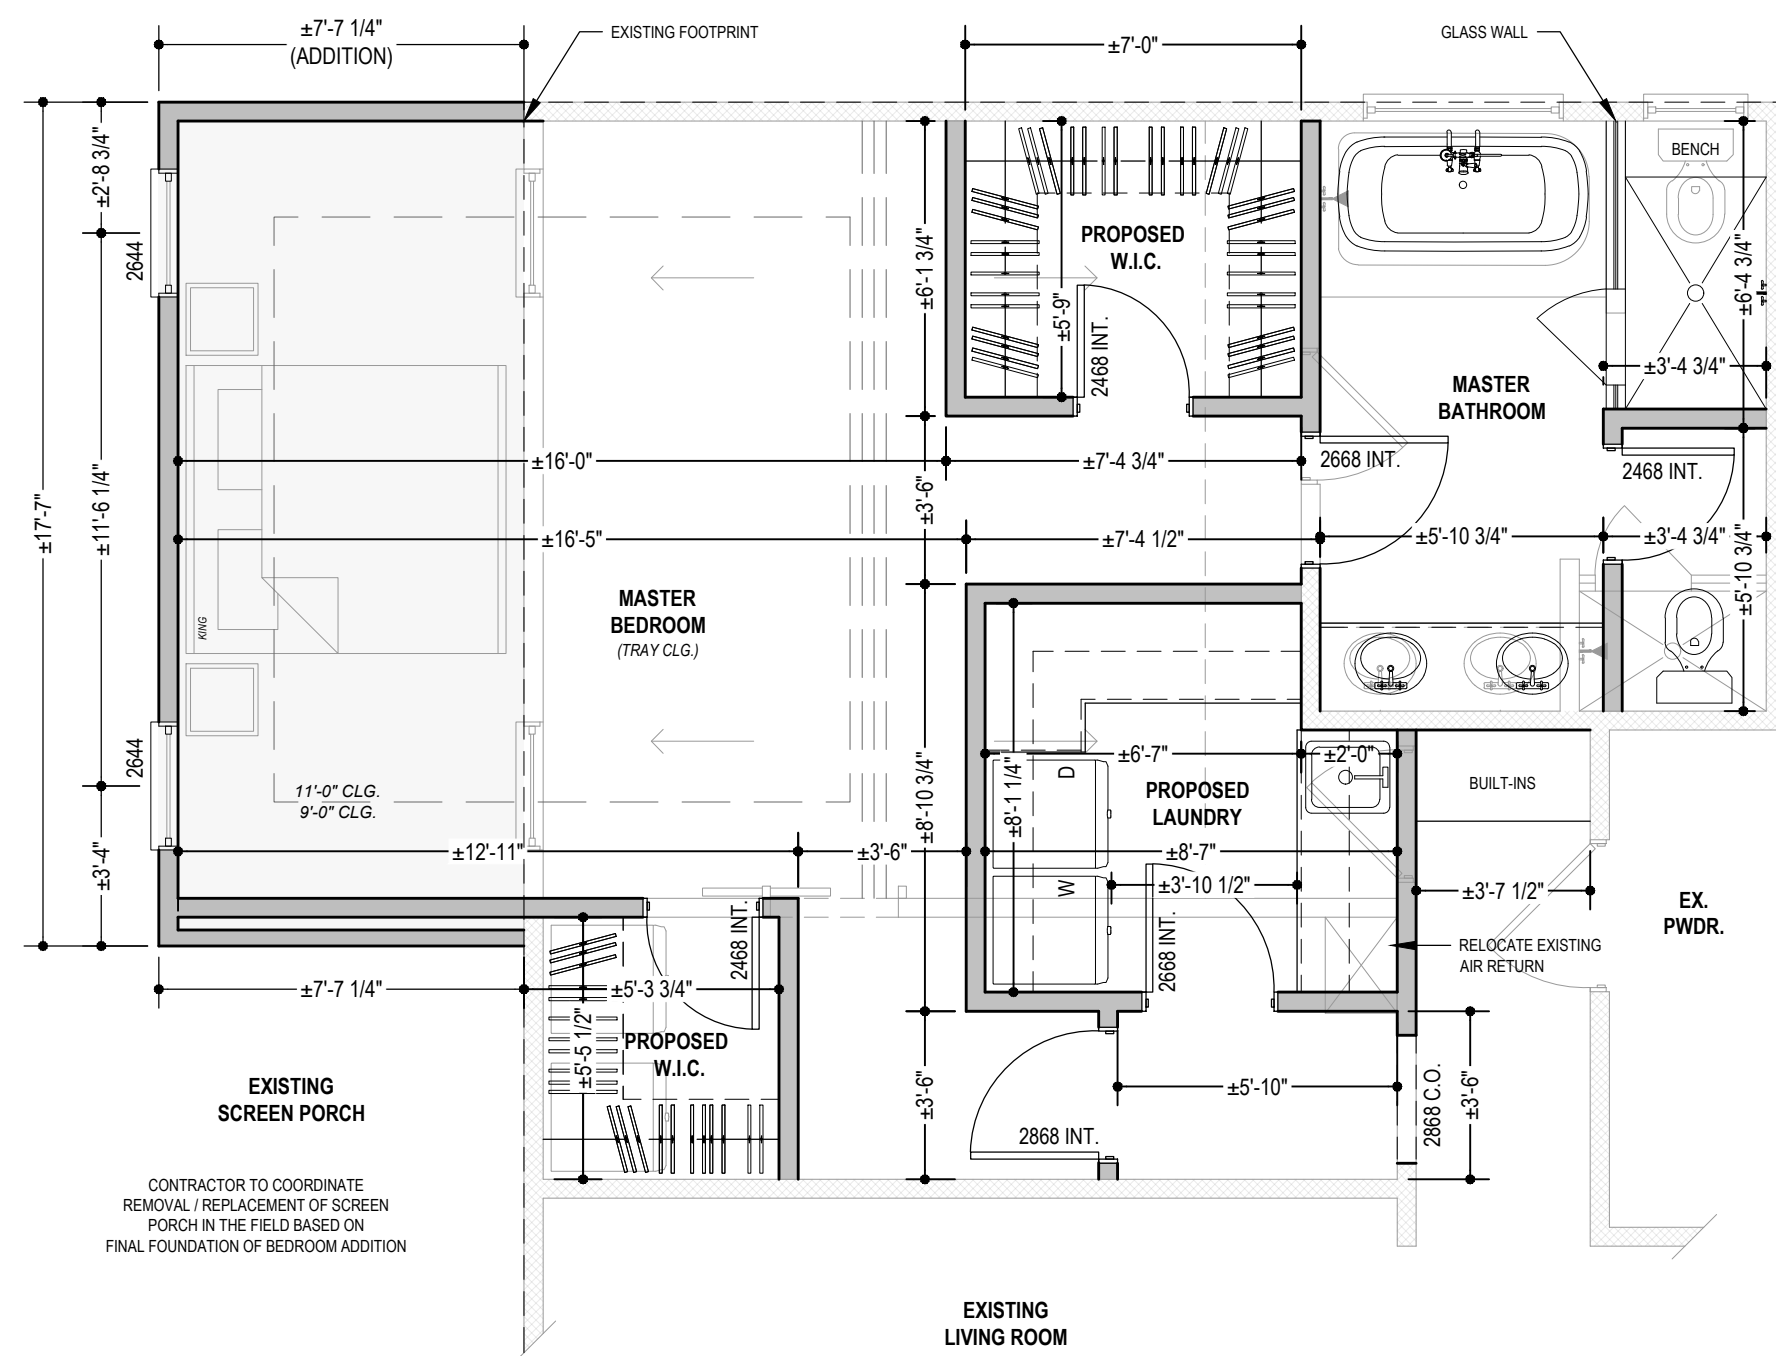 ±7'-7 1/4"
(ADDITION)
EXISTING FOOTPRINT
±7'-0"
GLASS WALL
±2'-8 3/4"
BENCH
2644
±6'-1 3/4"
PROPOSED
W.I.C.
±5'-9"
2468 INT.
±6'-4 3/4"
±3'-4 3/4"
MASTER
BATHROOM
±17'-7"
±11'-6 1/4"
±16'-0"
±7'-4 3/4"
2668 INT.
2468 INT.
±3'-6"
±16'-5"
±7'-4 1/2"
±5'-10 3/4"
±3'-4 3/4"
±5'-10 3/4"
KING
MASTER
BEDROOM
(TRAY CLG.)
2644
11'-0" CLG.
9'-0" CLG.
±8'-10 3/4"
±8'-1 1/4"
±6'-7"
±2'-0"
D
PROPOSED
LAUNDRY
BUILT-INS
±3'-4"
±12'-11"
±3'-6"
±8'-7"
W
±3'-10 1/2"
±3'-7 1/2"
EX.
PWDR.
2468 INT.
2668 INT.
RELOCATE EXISTING
AIR RETURN
±7'-7 1/4"
±5'-3 3/4"
±5'-5 1/2"
PROPOSED
W.I.C.
EXISTING
SCREEN PORCH
±3'-6"
±5'-10"
2868 C.O.
±3'-6"
2868 INT.
CONTRACTOR TO COORDINATE
REMOVAL / REPLACEMENT OF SCREEN
PORCH IN THE FIELD BASED ON
FINAL FOUNDATION OF BEDROOM ADDITION
EXISTING
LIVING ROOM